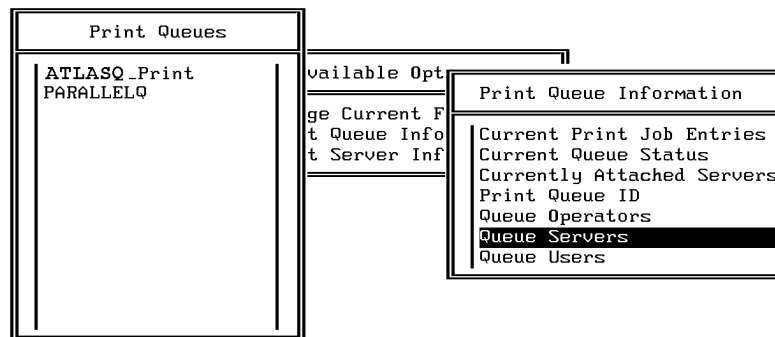 Print Queues
ATLASQ_Print
PARALLELQ
vailable Opt
ge Current F
t Queue Info
t Server Inf
Print Queue Information
Current Print Job Entries
Current Queue Status
Currently Attached Servers
Print Queue ID
Queue Operators
Queue Servers
Queue Users